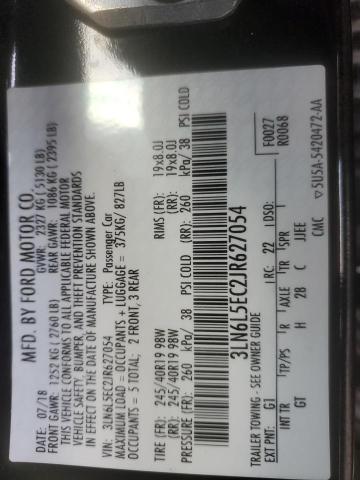 MFD. BY FORD MOTOR CO.
DATE: 07/18 GVWR: 2327 KG ( 5130 LB)
FRONT GAWR: 1252 KG ( 2760 LB) REAR GAWR: 1086 KG ( 2395 LB)
THIS VEHICLE CONFORMS TO ALL APPLICABLE FEDERAL MOTOR
VEHICLE SAFETY, BUMPER, AND THEFT PREVENTION STANDARDS
IN EFFECT ON THE DATE OF MANUFACTURE SHOWN ABOVE.
VIN: 3LN6L5EC2JR627054 TYPE: Passenger Car
MAXIMUM LOAD = OCCUPANTS + LUGGAGE = 375KG/ 827LB
OCCUPANTS = 5 TOTAL; 2 FRONT, 3 REAR
TIRE (FR): 245/40R19 98W RIMS (FR): 19x8.0J
(RR): 245/40R19 98W (RR): 19x8.0J
PRESSURE (FR): 260 kPa/ 38 PSI COLD (RR): 260 kPa/ 38 PSI COLD
3LN6L5EC2JR627054
TRAILER TOWING - SEE OWNER GUIDE F0027
EXT PNT: G1 RC: 22 DSO: R0068
INT TR TP/PS R AXLE TR SPR
GT H 28 C JJEE
CMC ▽5USA-5420472-AA